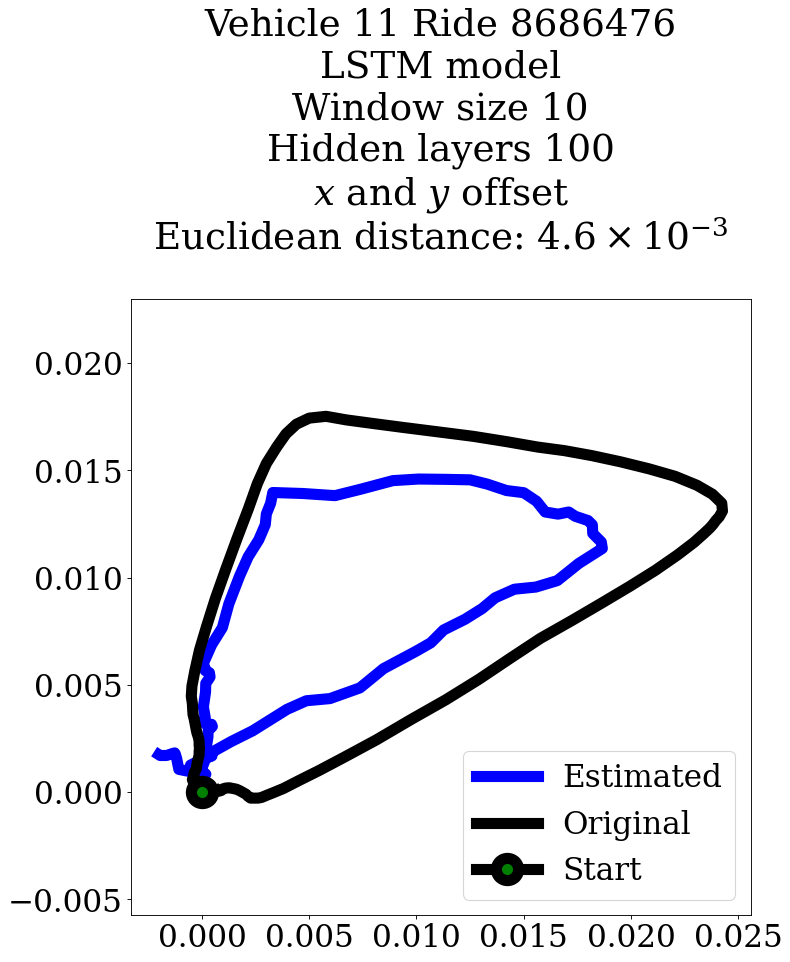 Vehicle 11 Ride 8686476
LSTM model
Window size 10
Hidden layers 100
x and y offset
Euclidean distance: 4.6 × 10⁻³
0.020
0.015
0.010
0.005
0.000
−0.005
Estimated
Original
Start
0.000 0.005 0.010 0.015 0.020 0.025